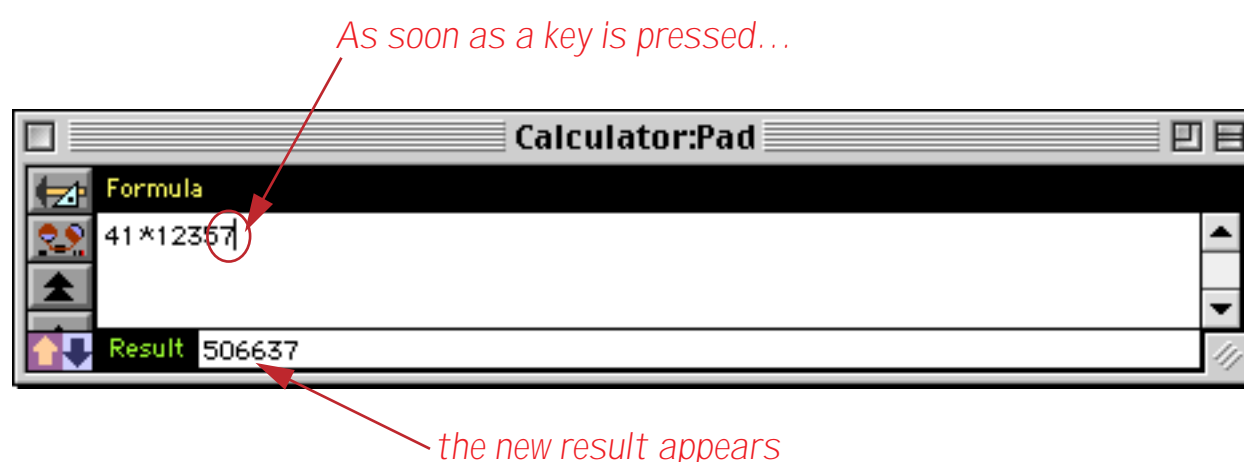 As soon as a key is pressed...
Calculator:Pad
Formula
41*12357
Result 506637
the new result appears